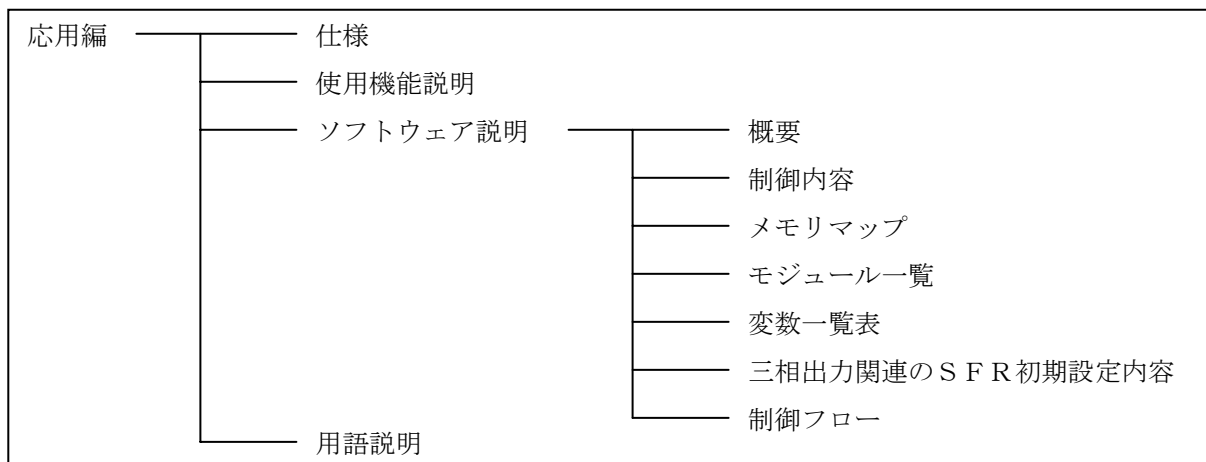 応用編
仕様
使用機能説明
ソフトウェア説明
概要
制御内容
メモリマップ
モジュール一覧
変数一覧表
三相出力関連のＳＦＲ初期設定内容
制御フロー
用語説明